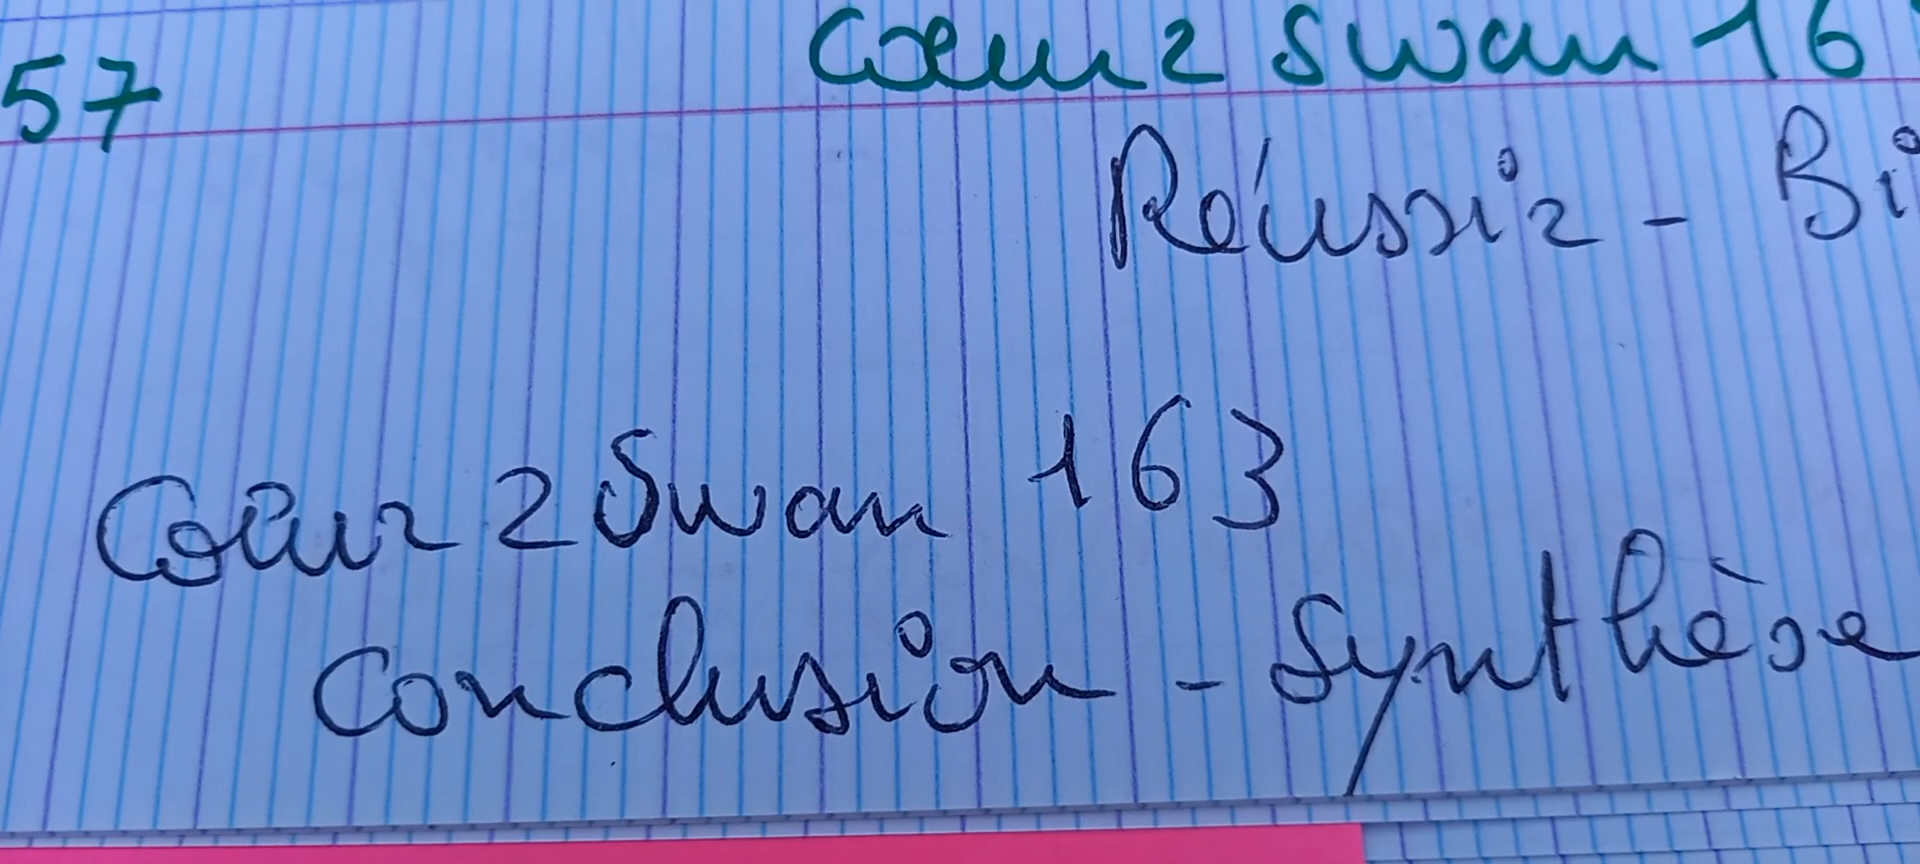 57
Cœur 2 Swan 16
Réussir - Bi
Cœur 2 Swan 163
Conclusion - Synthèse